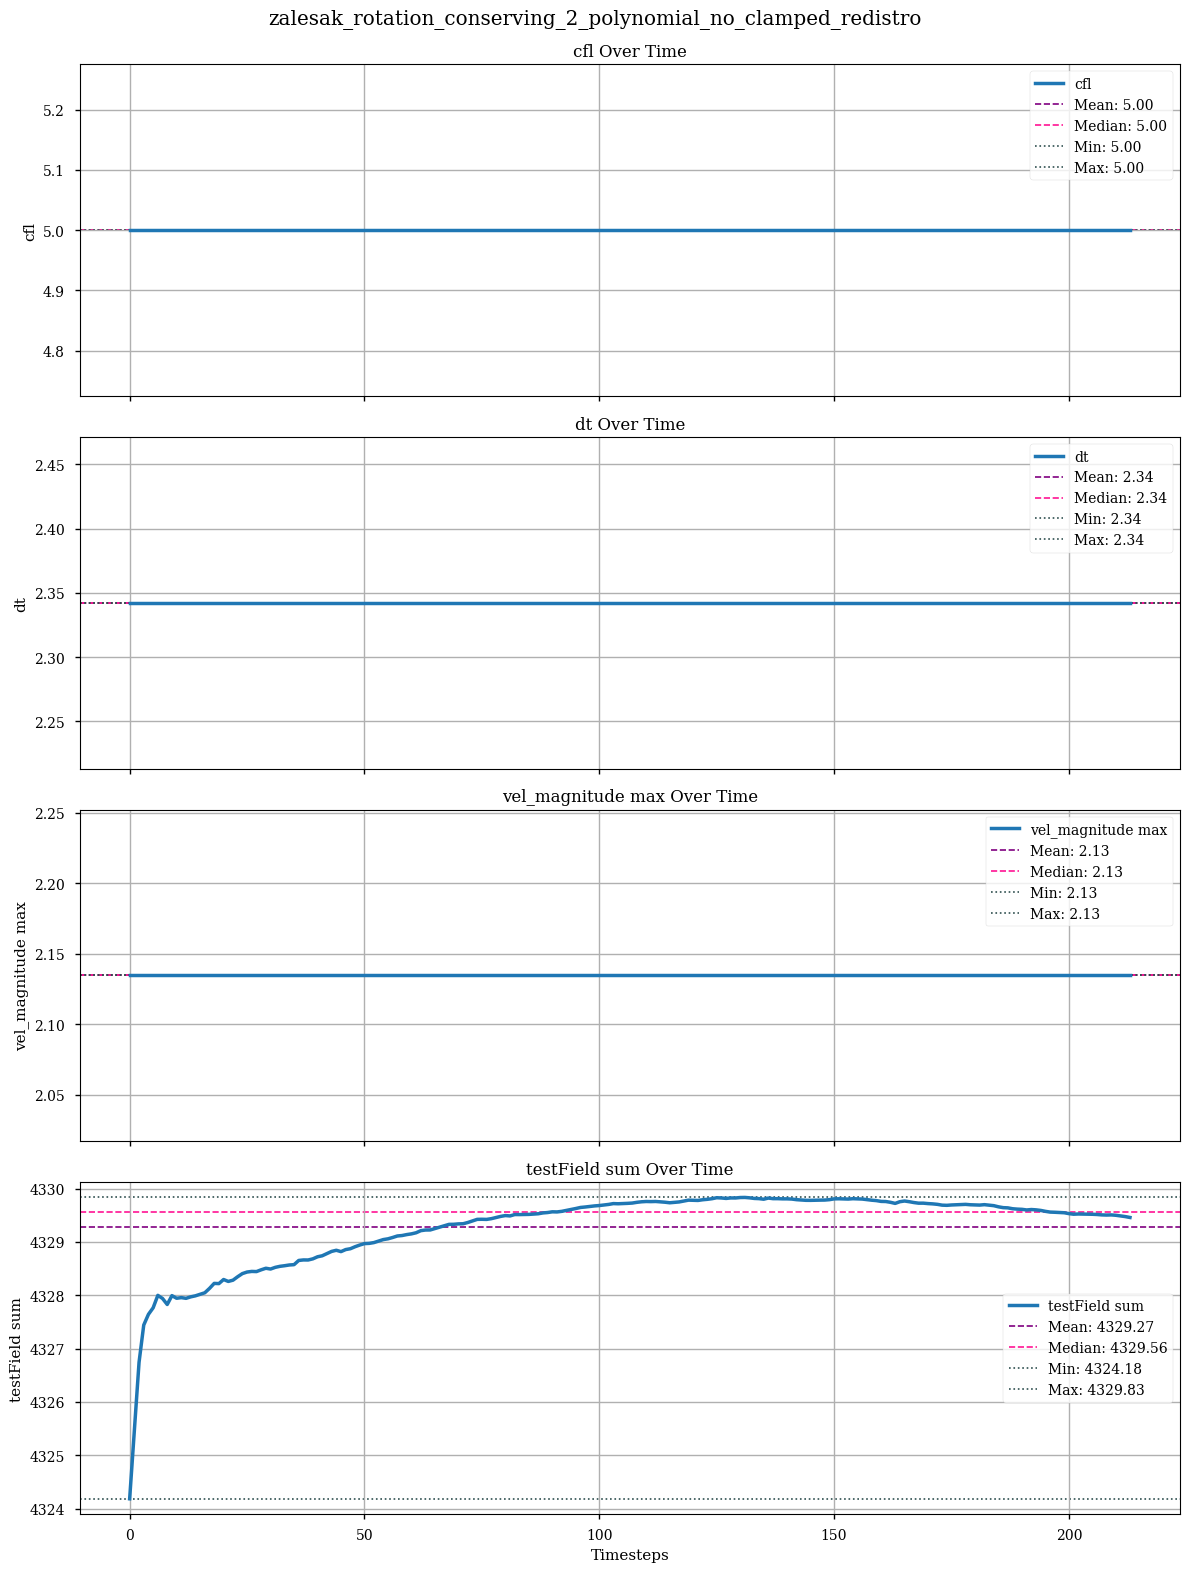 zalesak_rotation_conserving_2_polynomial_no_clamped_redistro
cfl Over Time
5.2
5.1
5.0
4.9
4.8
cfl
cfl
Mean: 5.00
Median: 5.00
Min: 5.00
Max: 5.00
dt Over Time
2.45
2.40
2.35
2.30
2.25
dt
dt
Mean: 2.34
Median: 2.34
Min: 2.34
Max: 2.34
vel_magnitude max Over Time
2.25
2.20
2.15
2.10
2.05
vel_magnitude max
vel_magnitude max
Mean: 2.13
Median: 2.13
Min: 2.13
Max: 2.13
testField sum Over Time
4330
4329
4328
4327
4326
4325
4324
testField sum
testField sum
Mean: 4329.27
Median: 4329.56
Min: 4324.18
Max: 4329.83
0 50 100 150 200
Timesteps